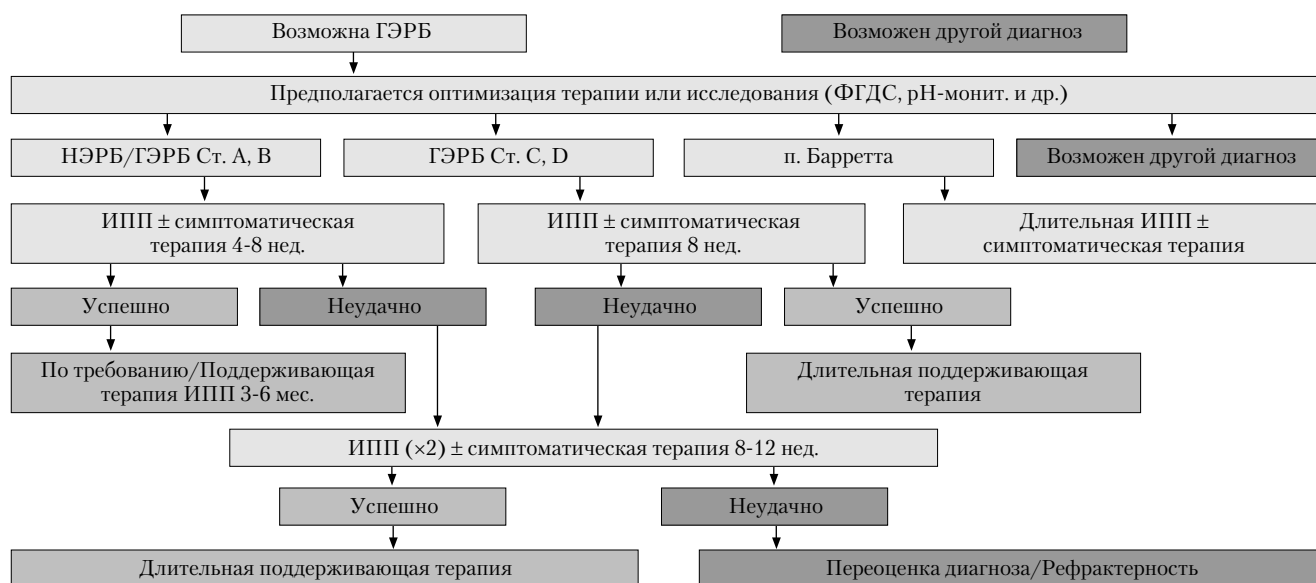 Возможна ГЭРБ
Возможен другой диагноз
Предполагается оптимизация терапии или исследования (ФГДС, pH-монит. и др.)
НЭРБ/ГЭРБ Ст. A, B
ГЭРБ Ст. C, D
п. Барретта
Возможен другой диагноз
ИПП ± симптоматическая
терапия 4-8 нед.
ИПП ± симптоматическая
терапия 8 нед.
Длительная ИПП ±
симптоматическая терапия
Успешно
Неудачно
Неудачно
Успешно
По требованию/Поддерживающая
терапия ИПП 3-6 мес.
Длительная поддерживающая
терапия
ИПП (×2) ± симптоматическая терапия 8-12 нед.
Успешно
Неудачно
Длительная поддерживающая терапия
Переоценка диагноза/Рефрактерность